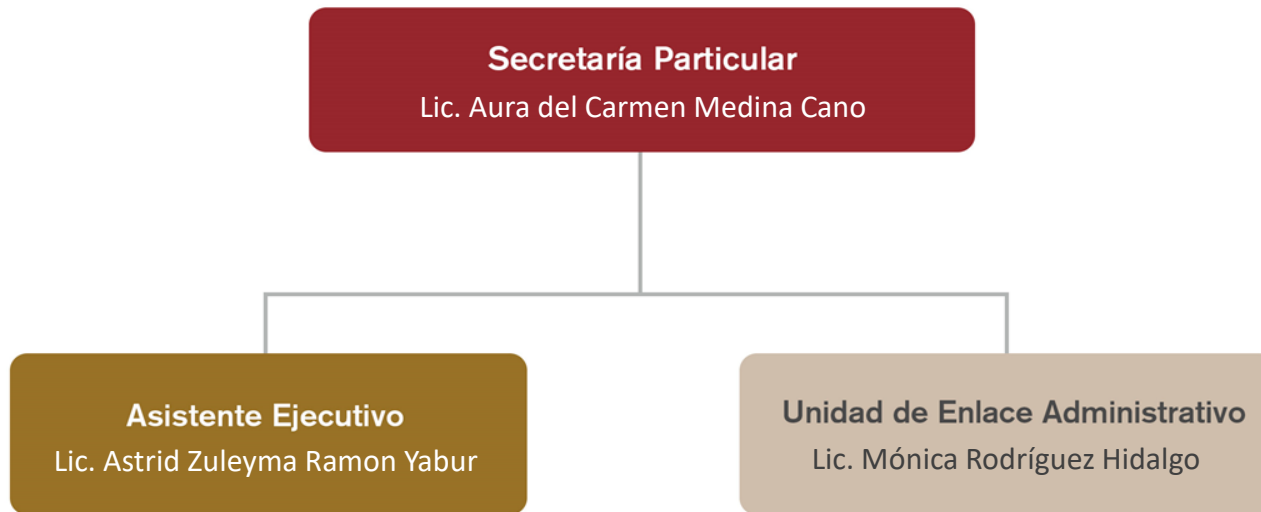 Secretaría Particular
Lic. Aura del Carmen Medina Cano
Asistente Ejecutivo
Lic. Astrid Zuleyma Ramon Yabur
Unidad de Enlace Administrativo
Lic. Mónica Rodríguez Hidalgo